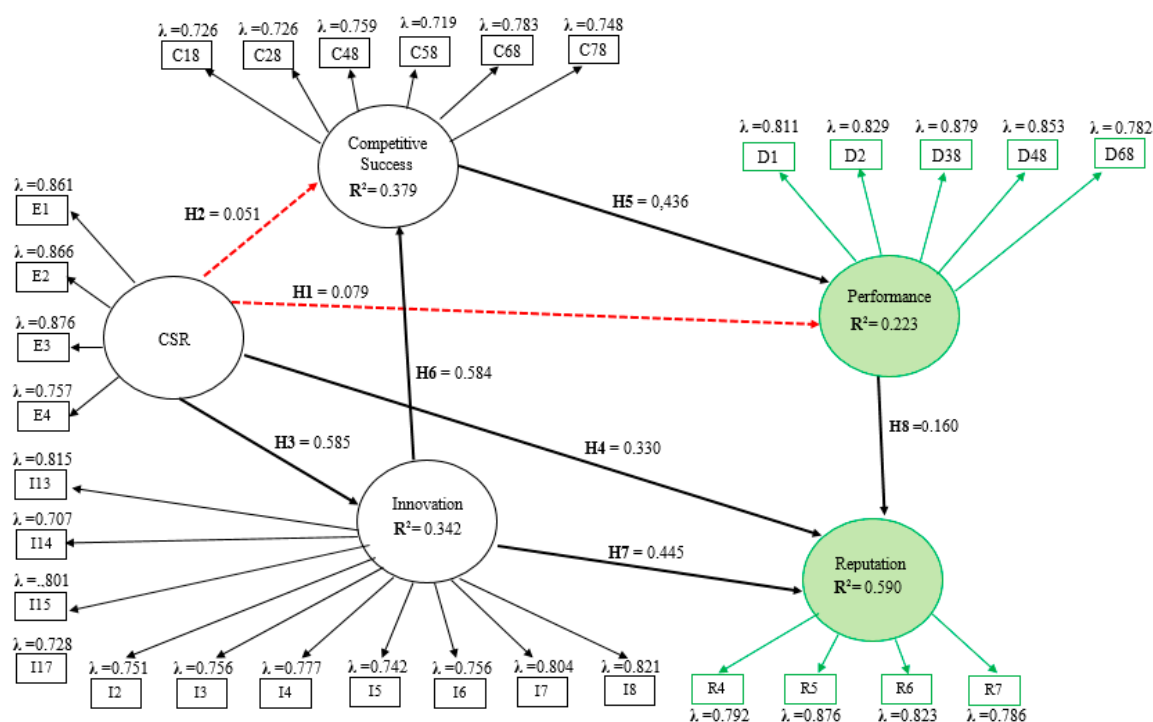 λ =0.726
C18
λ =0.726
C28
λ =0.759
C48
λ =0.719
C58
λ =0.783
C68
λ =0.748
C78
Competitive
Success
R²= 0.379
λ =0.811
D1
λ =0.829
D2
λ =0.879
D38
λ =0.853
D48
λ =0.782
D68
λ =0.861
E1
λ =0.866
E2
λ =0.876
E3
λ =0.757
E4
CSR
H2 = 0.051
H1 = 0.079
H5 = 0,436
Performance
R²= 0.223
H6 = 0.584
H3 = 0.585
H4 = 0.330
H8 =0.160
λ =0.815
I13
λ =0.707
I14
λ =..801
I15
λ =0.728
I17
Innovation
R²= 0.342
H7 = 0.445
Reputation
R²= 0.590
λ =0.751
I2
λ =0.756
I3
λ =0.777
I4
λ =0.742
I5
λ =0.756
I6
λ =0.804
I7
λ =0.821
I8
R4
λ =0.792
R5
λ =0.876
R6
λ =0.823
R7
λ =0.786